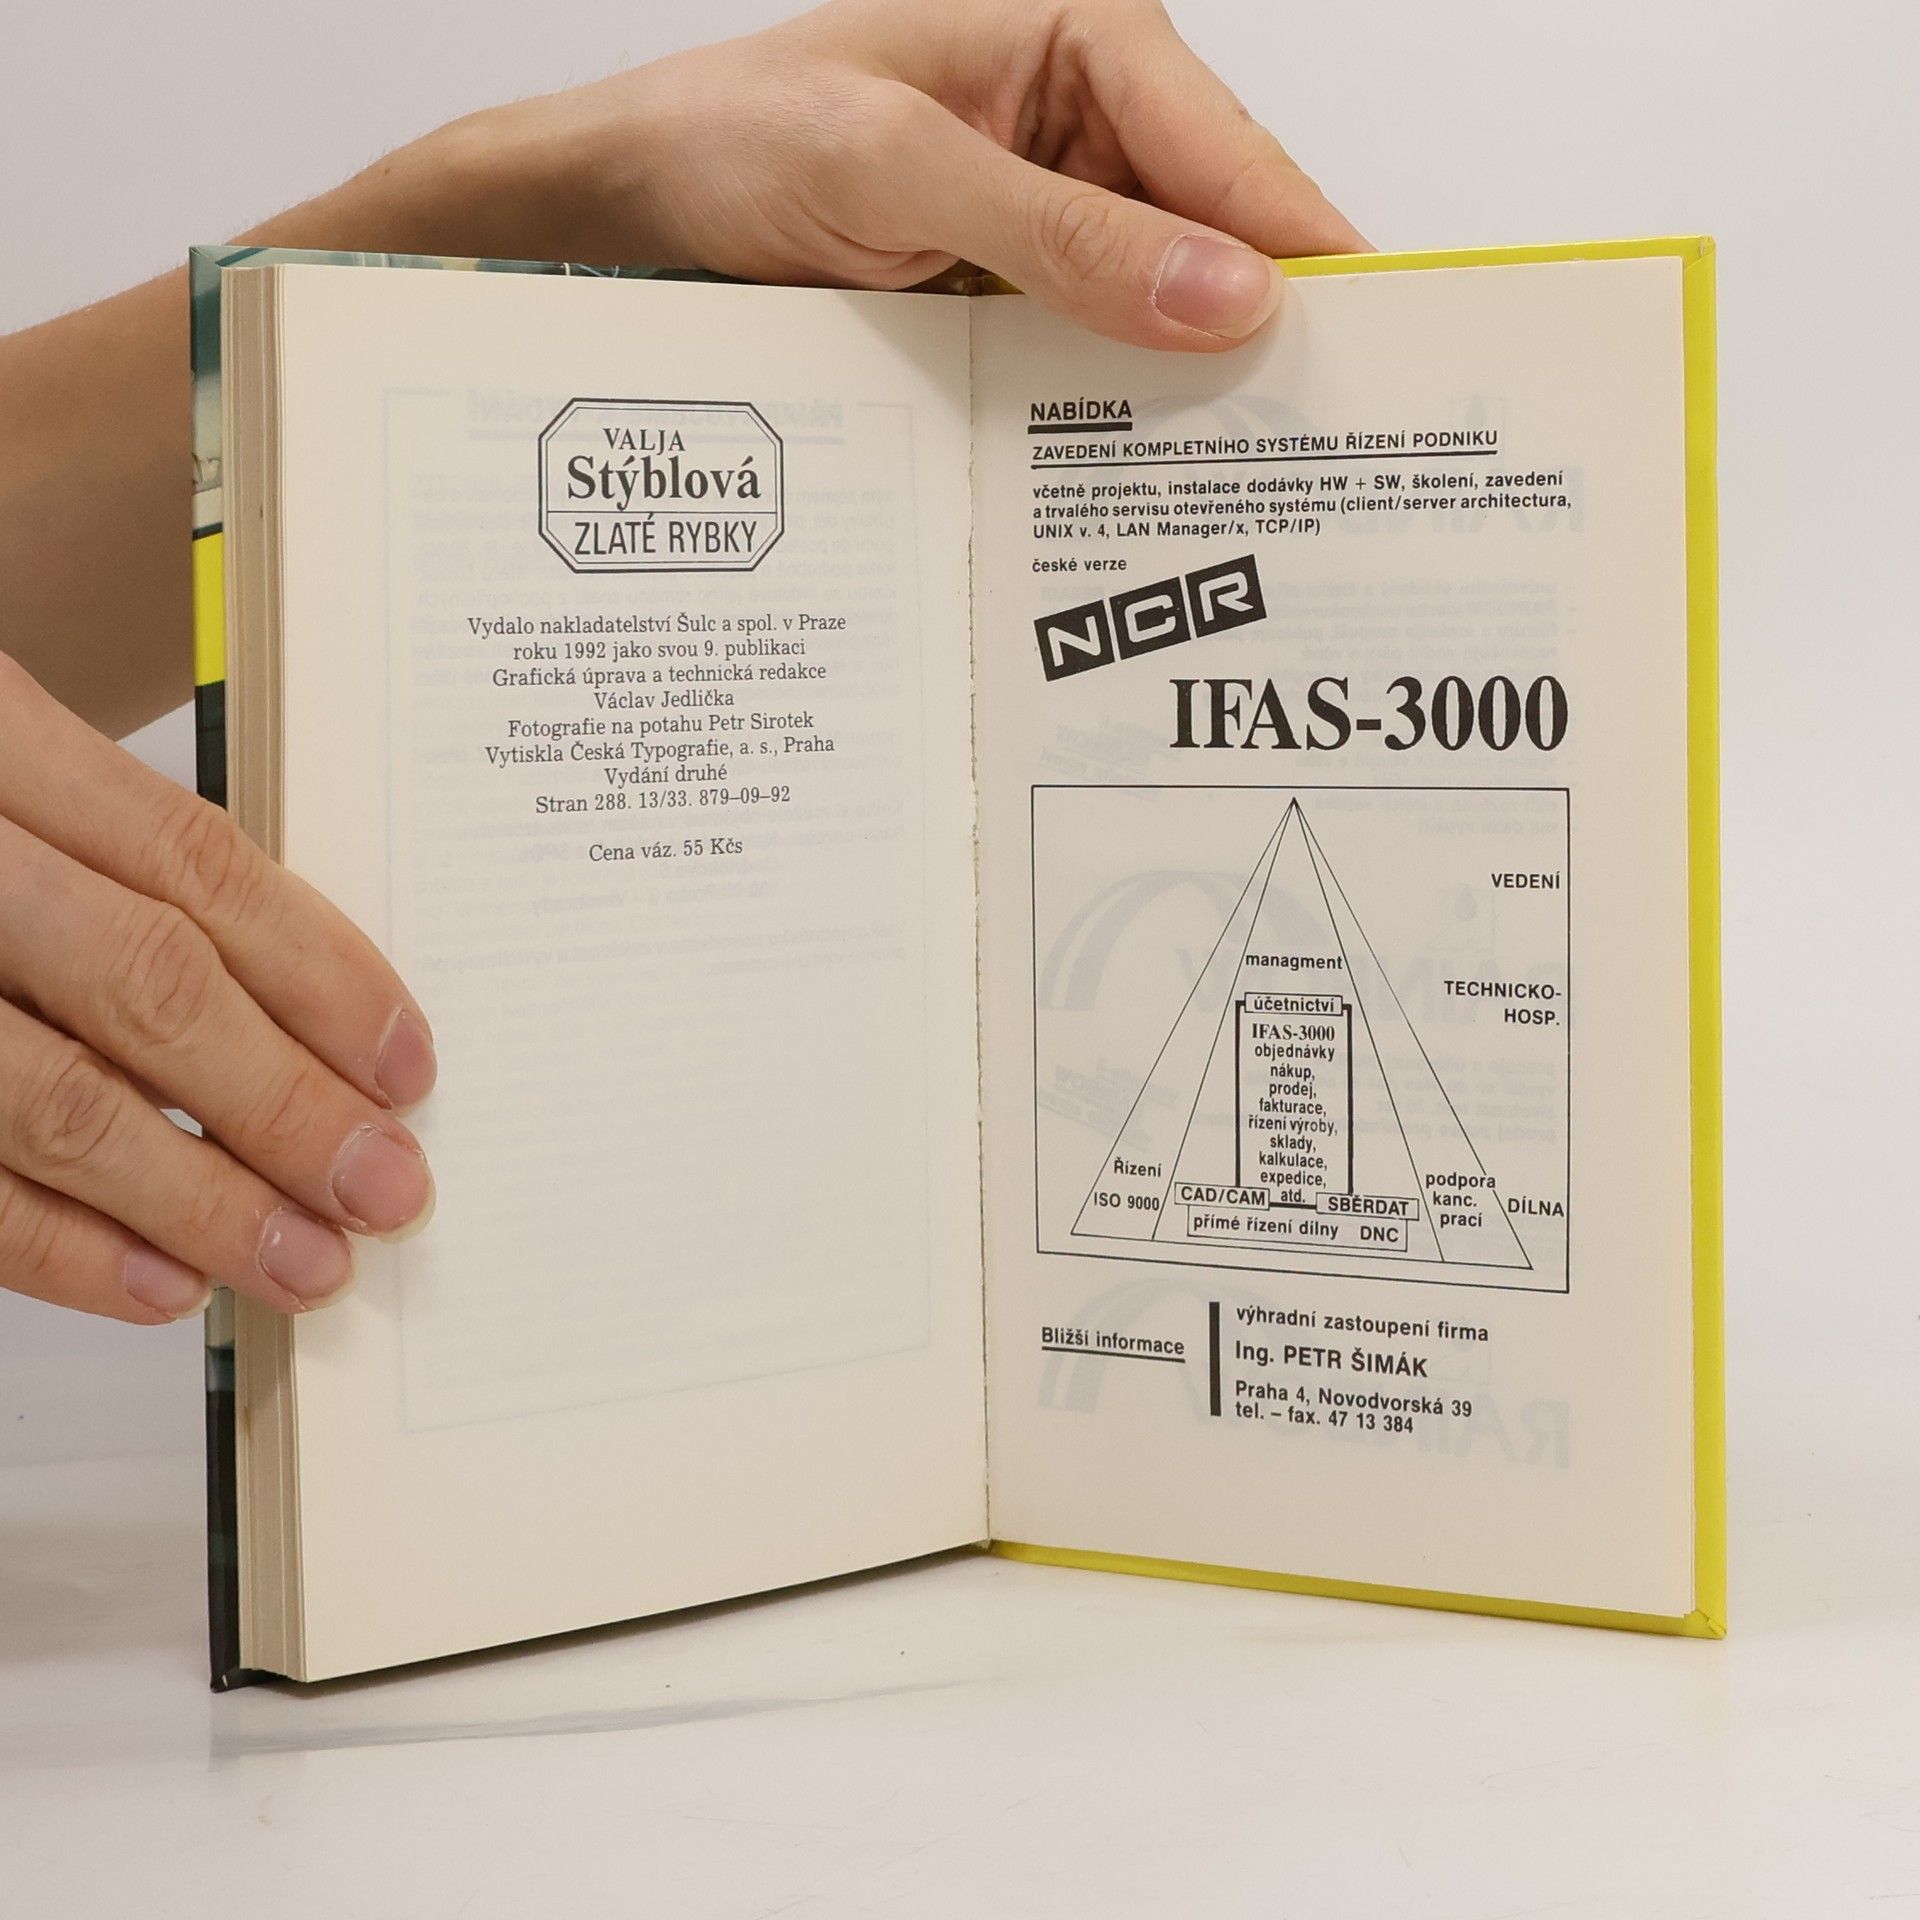 VALJA
Stýblová
ZLATÉ RYBKY
Vydalo nakladatelství Šulc a spol. v Praze
roku 1992 jako svou 9. publikaci
Grafická úprava a technická redakce
Václav Jedlička
Fotografie na potahu Petr Sirotek
Vytiskla Česká Typografie, a. s., Praha
Vydání druhé
Stran 288. 13/33. 879–09–92
Cena váz. 55 Kčs
NABÍDKA
ZAVEDENÍ KOMPLETNÍHO SYSTÉMU ŘÍZENÍ PODNIKU
včetně projektu, instalace dodávky HW + SW, školení, zavedení
a trvalého servisu otevřeného systému (client/server architectura,
UNIX v. 4, LAN Manager/x, TCP/IP)
české verze
NCR
IFAS-3000
VEDENÍ
managment
TECHNICKO-
HOSP.
účetnictví
IFAS-3000
objednávky
nákup,
prodej,
fakturace,
řízení výroby,
sklady,
kalkulace,
expedice,
atd.
Řízení
ISO 9000
CAD/CAM
SBĚRDAT
přímé řízení dílny DNC
podpora
kanc.
prací
DÍLNA
Bližší informace
výhradní zastoupení firma
Ing. PETR ŠIMÁK
Praha 4, Novodvorská 39
tel. – fax. 47 13 384